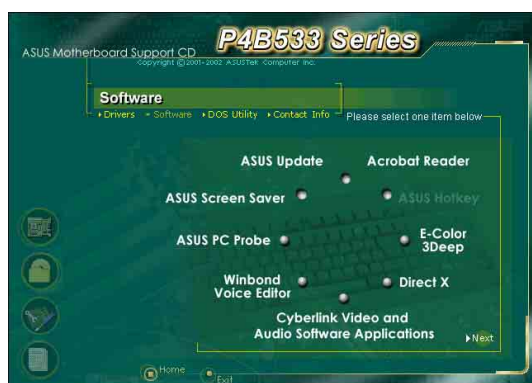 P4B533 Series
ASUS Motherboard Support CD
Copyright ©2001-2002 ASUSTek Computer Inc.
Software
Drivers Software DOS Utility Contact Info
Please select one item below
ASUS Update Acrobat Reader
ASUS Screen Saver ASUS Hotkey
ASUS PC Probe E-Color
3Deep
Winbond
Voice Editor Direct X
Cyberlink Video and
Audio Software Applications
Next
Home
Exit